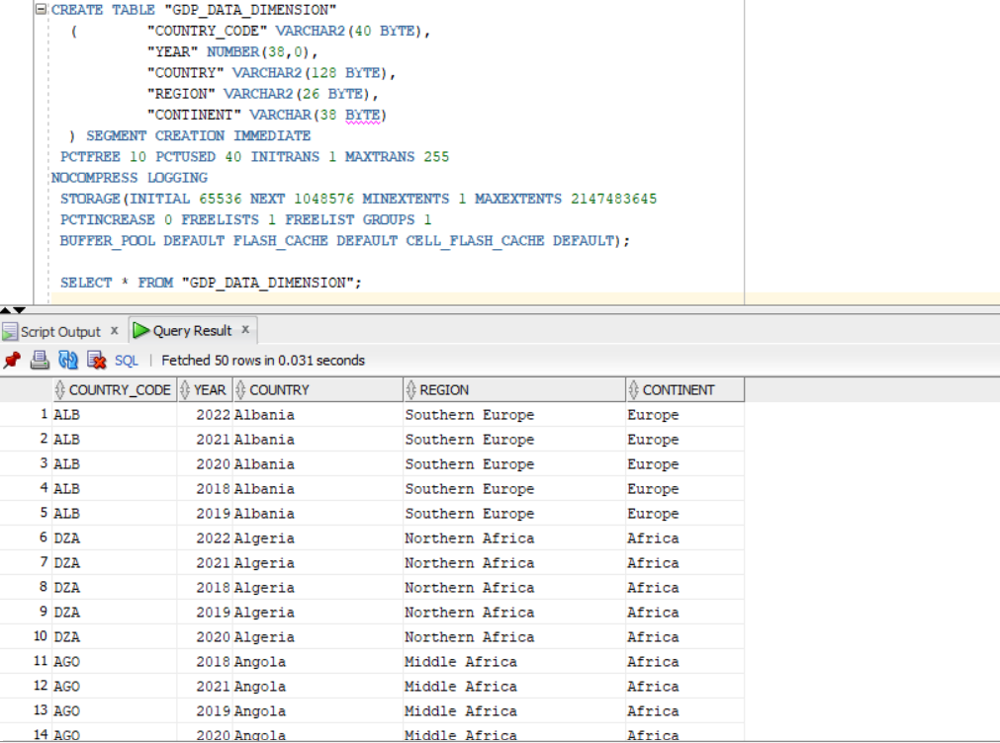 CREATE TABLE "GDP_DATA_DIMENSION"
( "COUNTRY_CODE" VARCHAR2(40 BYTE),
"YEAR" NUMBER(38,0),
"COUNTRY" VARCHAR2(128 BYTE),
"REGION" VARCHAR2(26 BYTE),
"CONTINENT" VARCHAR(38 BYTE)
) SEGMENT CREATION IMMEDIATE
PCTFREE 10 PCTUSED 40 INITRANS 1 MAXTRANS 255
NOCOMPRESS LOGGING
STORAGE(INITIAL 65536 NEXT 1048576 MINEXTENTS 1 MAXEXTENTS 2147483645
PCTINCREASE 0 FREELISTS 1 FREELIST GROUPS 1
BUFFER_POOL DEFAULT FLASH_CACHE DEFAULT CELL_FLASH_CACHE DEFAULT);
SELECT * FROM "GDP_DATA_DIMENSION";
Script Output x Query Result x
SQL | Fetched 50 rows in 0.031 seconds
COUNTRY_CODE YEAR COUNTRY REGION CONTINENT
1 ALB 2022 Albania Southern Europe Europe
2 ALB 2021 Albania Southern Europe Europe
3 ALB 2020 Albania Southern Europe Europe
4 ALB 2018 Albania Southern Europe Europe
5 ALB 2019 Albania Southern Europe Europe
6 DZA 2022 Algeria Northern Africa Africa
7 DZA 2021 Algeria Northern Africa Africa
8 DZA 2018 Algeria Northern Africa Africa
9 DZA 2019 Algeria Northern Africa Africa
10 DZA 2020 Algeria Northern Africa Africa
11 AGO 2018 Angola Middle Africa Africa
12 AGO 2021 Angola Middle Africa Africa
13 AGO 2019 Angola Middle Africa Africa
14 AGO 2020 Angola Middle Africa Africa